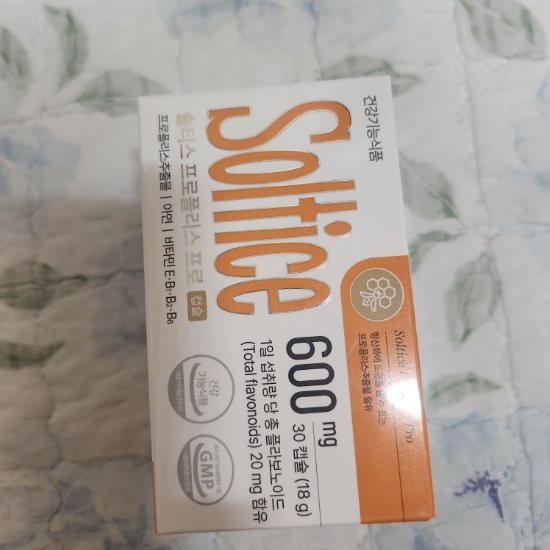 건강기능식품
Soltice
솔티스 프로폴리스 프로 캡슐
프로폴리스추출물 | 아연 | 비타민 E·B₁·B₂·B₆
Soltice
항산화에 도움을 줄 수 있는
프로폴리스추출물 함유
600 mg
30 캡슐 (18 g)
1일 섭취량 당 총 플라보노이드
(Total flavonoids) 20 mg 함유
건강
기능식품
GMP